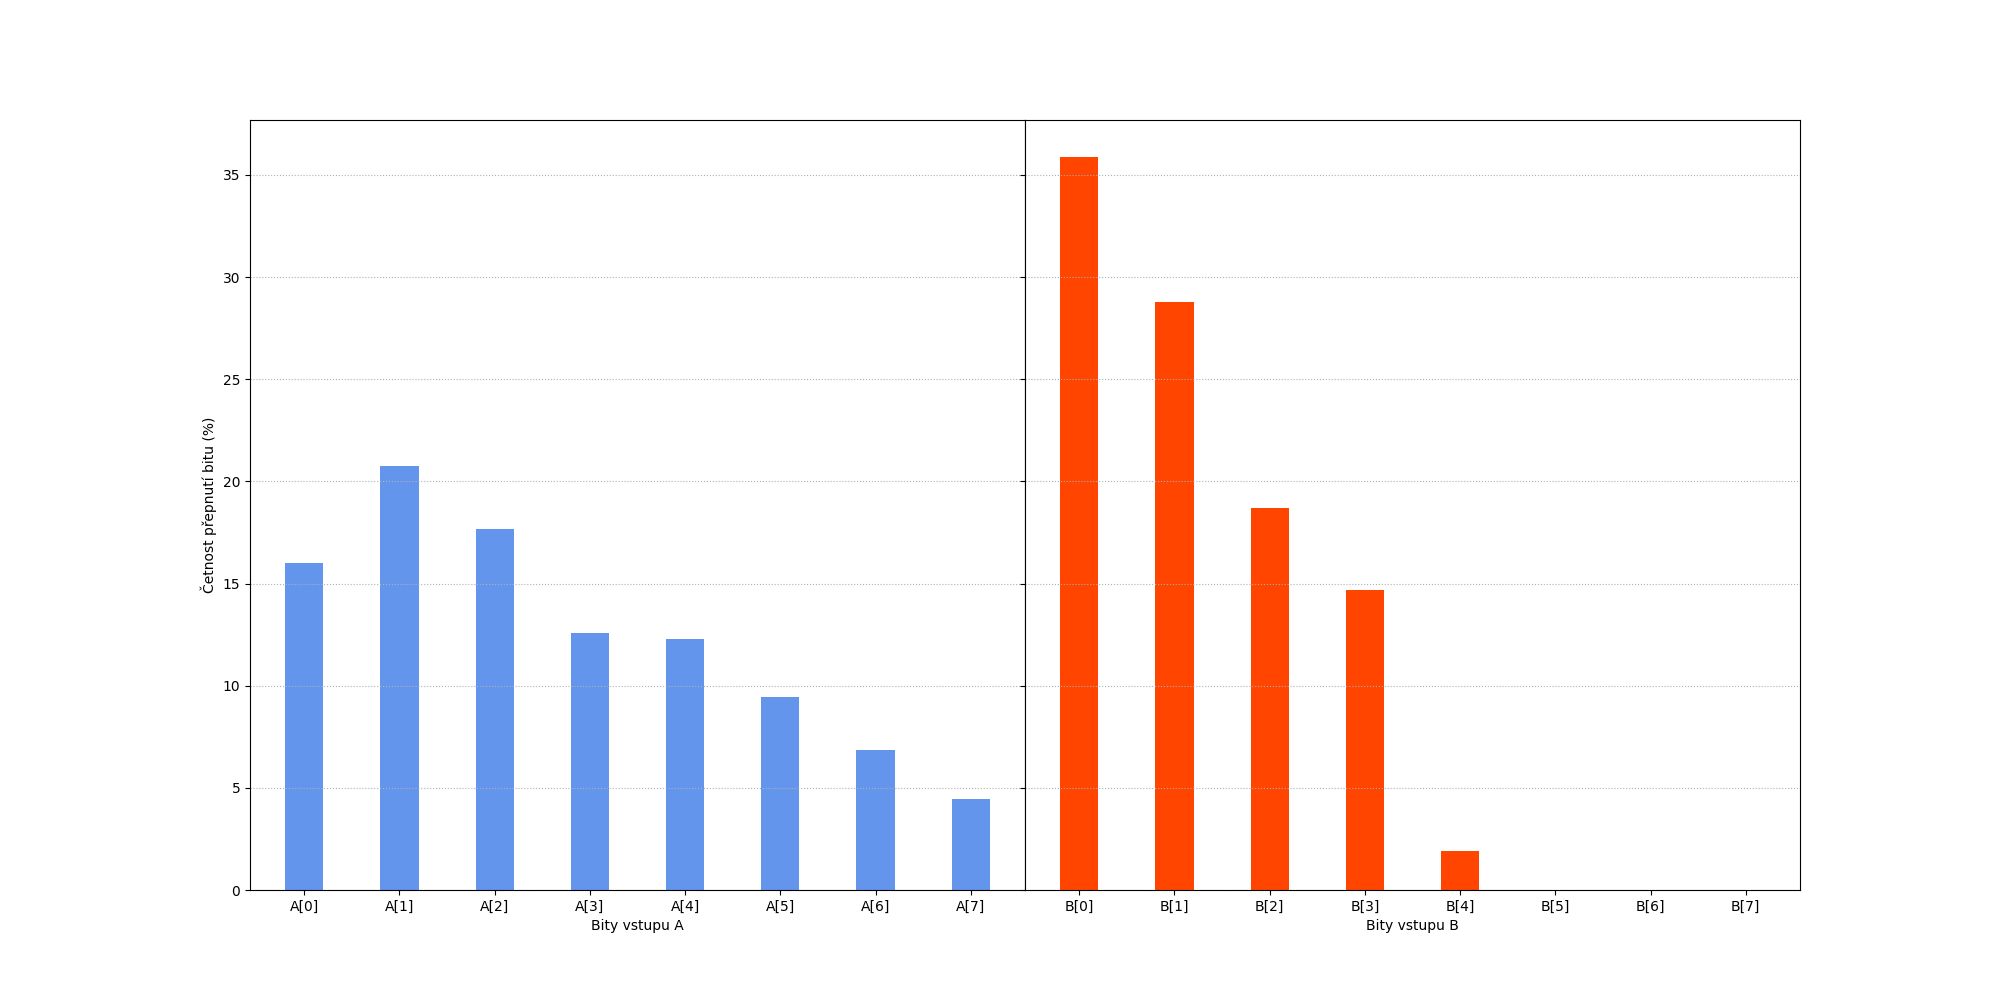 Četnost přepnutí bitu (%)
35
30
25
20
15
10
5
0
A[0] A[1] A[2] A[3] A[4] A[5] A[6] A[7] B[0] B[1] B[2] B[3] B[4] B[5] B[6] B[7]
Bity vstupu A Bity vstupu B